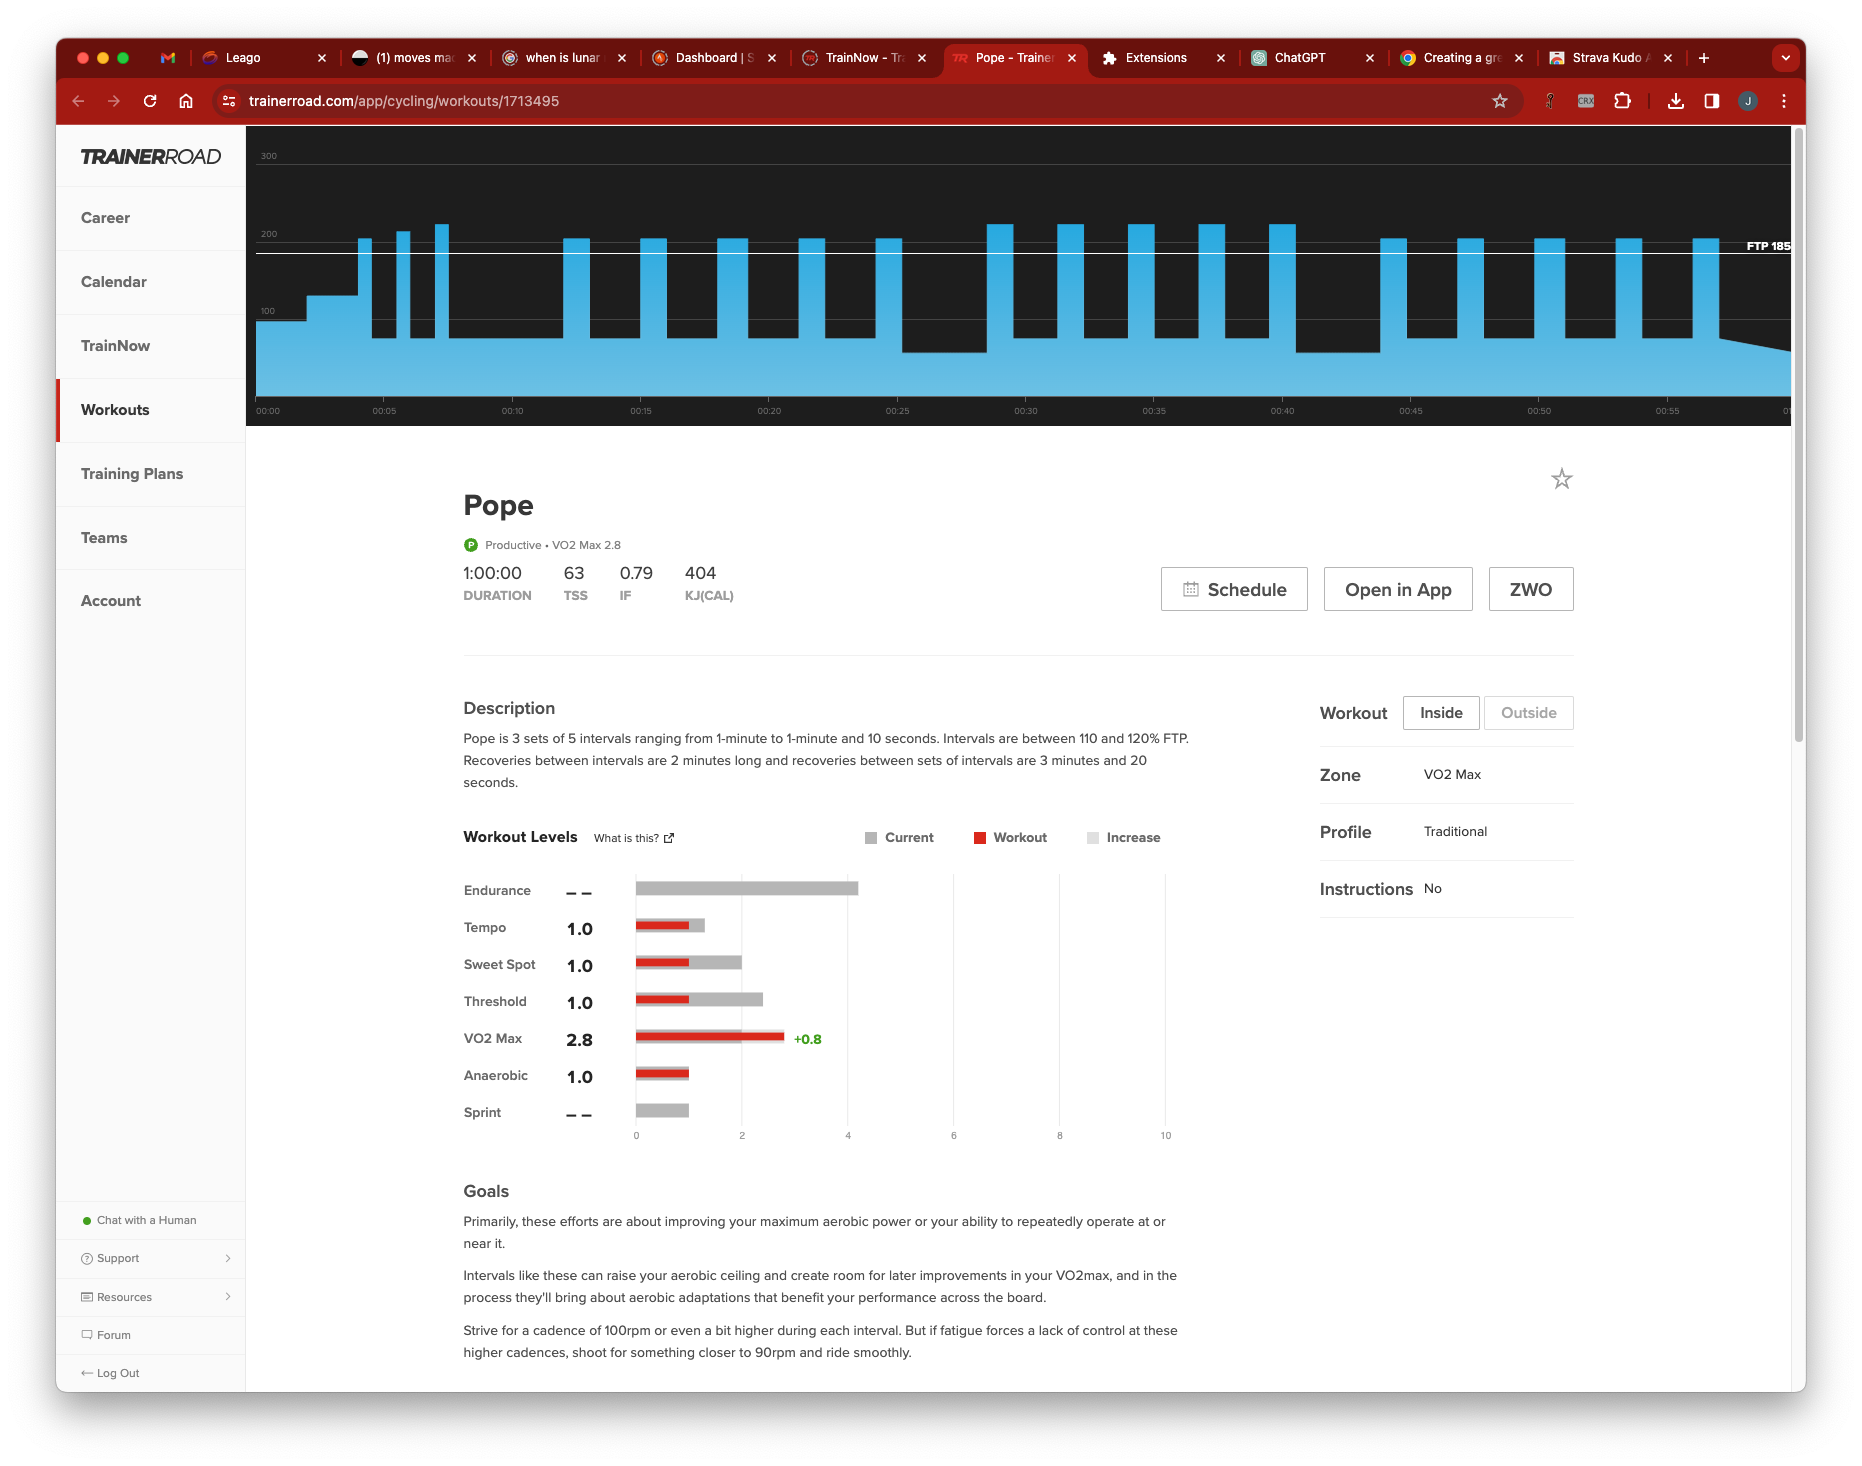 Leago
(1) moves mac
when is lunar
Dashboard | S
TrainNow - Tra
Pope - Trainer
Extensions
ChatGPT
Creating a gre
Strava Kudo A
trainerroad.com/app/cycling/workouts/1713495
CRX
J
TRAINERROAD
Career
Calendar
TrainNow
Workouts
Training Plans
Teams
Account
Chat with a Human
Support
Resources
Forum
Log Out
300
200
FTP 185
100
00:00 00:05 00:10 00:15 00:20 00:25 00:30 00:35 00:40 00:45 00:50 00:55
Pope
P Productive • VO2 Max 2.8
1:00:00 63 0.79 404
DURATION TSS IF KJ(CAL)
Schedule
Open in App
ZWO
Description
Pope is 3 sets of 5 intervals ranging from 1-minute to 1-minute and 10 seconds. Intervals are between 110 and 120% FTP.
Recoveries between intervals are 2 minutes long and recoveries between sets of intervals are 3 minutes and 20
seconds.
Workout Inside Outside
Zone VO2 Max
Profile Traditional
Instructions No
Workout Levels What is this? Current Workout Increase
Endurance – –
Tempo 1.0
Sweet Spot 1.0
Threshold 1.0
VO2 Max 2.8 +0.8
Anaerobic 1.0
Sprint – –
0 2 4 6 8 10
Goals
Primarily, these efforts are about improving your maximum aerobic power or your ability to repeatedly operate at or
near it.
Intervals like these can raise your aerobic ceiling and create room for later improvements in your VO2max, and in the
process they'll bring about aerobic adaptations that benefit your performance across the board.
Strive for a cadence of 100rpm or even a bit higher during each interval. But if fatigue forces a lack of control at these
higher cadences, shoot for something closer to 90rpm and ride smoothly.